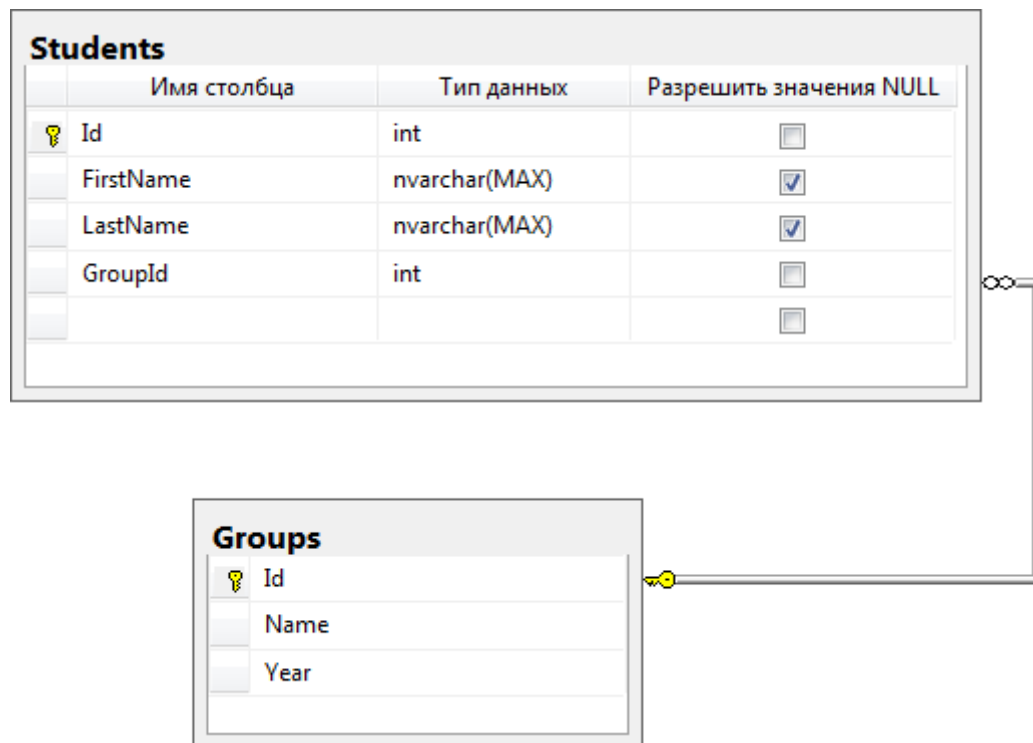 Students
Имя столбца Тип данных Разрешить значения NULL
Id int
FirstName nvarchar(MAX)
LastName nvarchar(MAX)
GroupId int
Groups
Id
Name
Year